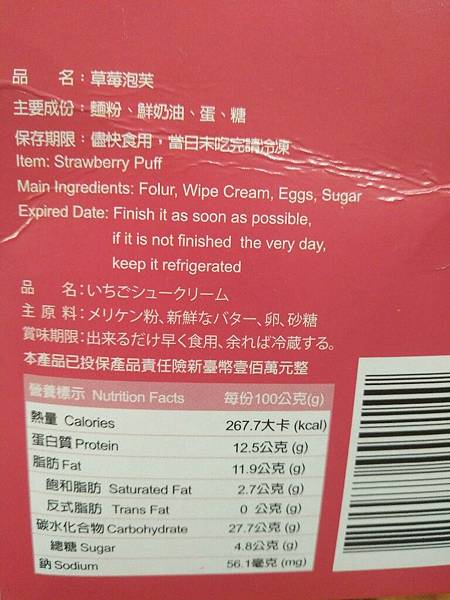 品 名：草莓泡芙
主要成份：麵粉、鮮奶油、蛋、糖
保存期限：儘快食用，當日未吃完請冷凍
Item: Strawberry Puff
Main Ingredients: Folur, Wipe Cream, Eggs, Sugar
Expired Date: Finish it as soon as possible,
if it is not finished the very day,
keep it refrigerated
品 名：いちごシュークリーム
主 原 料：メリケン粉、新鮮なバター、卵、砂糖
賞味期限：出来るだけ早く食用、余れば冷蔵する。
本產品已投保產品責任險新臺幣壹佰萬元整
營養標示 Nutrition Facts 每份100公克(g)
熱量 Calories 267.7大卡 (kcal)
蛋白質 Protein 12.5公克 (g)
脂肪 Fat 11.9公克 (g)
飽和脂肪 Saturated Fat 2.7公克 (g)
反式脂肪 Trans Fat 0 公克 (g)
碳水化合物 Carbohydrate 27.7公克 (g)
總糖 Sugar 4.8公克 (g)
鈉 Sodium 56.1毫克 (mg)